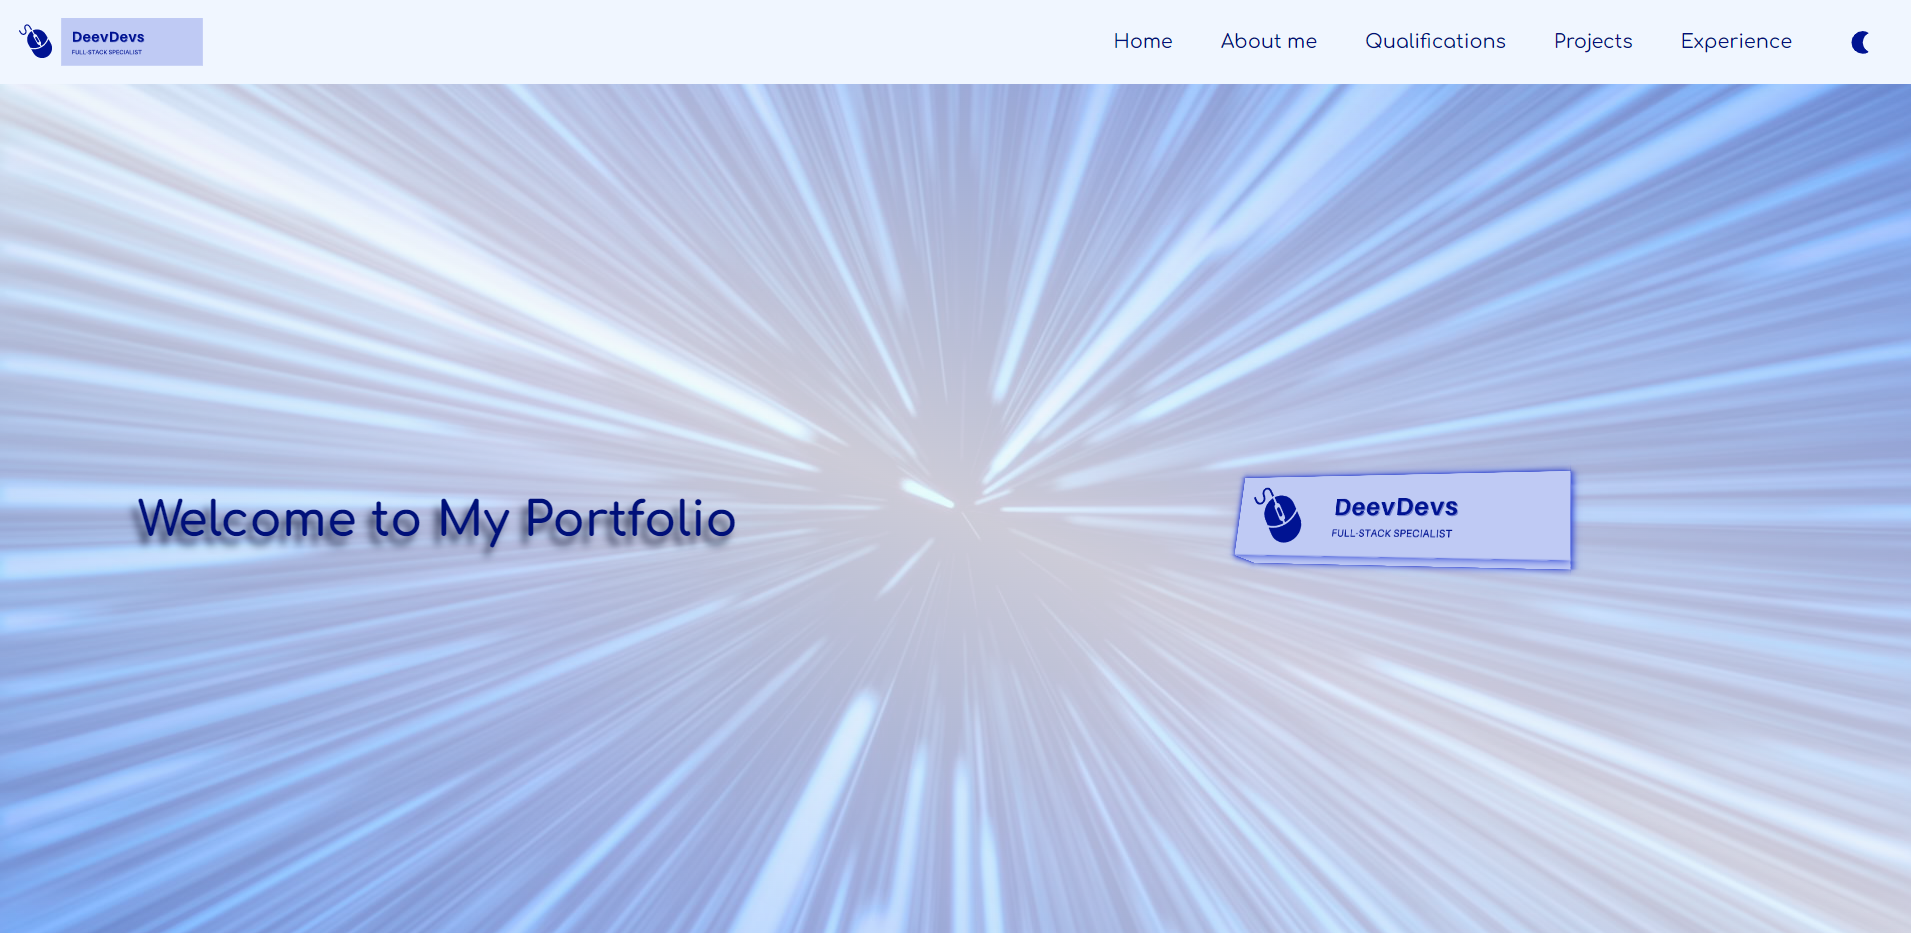 DeevDevs
FULL-STACK SPECIALIST
Home About me Qualifications Projects Experience
Welcome to My Portfolio
DeevDevs
FULL-STACK SPECIALIST